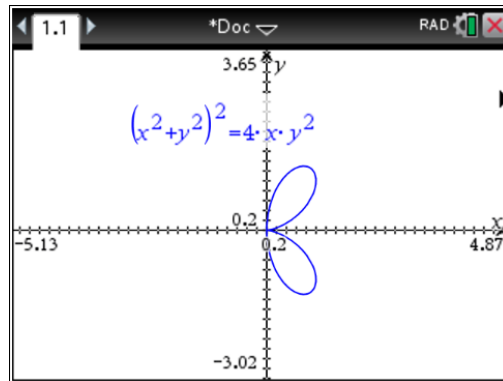 1.1 *Doc RAD
3.65 y
(x²+y²)²=4·x·y²
0.2 x
-5.13 0.2 4.87
-3.02